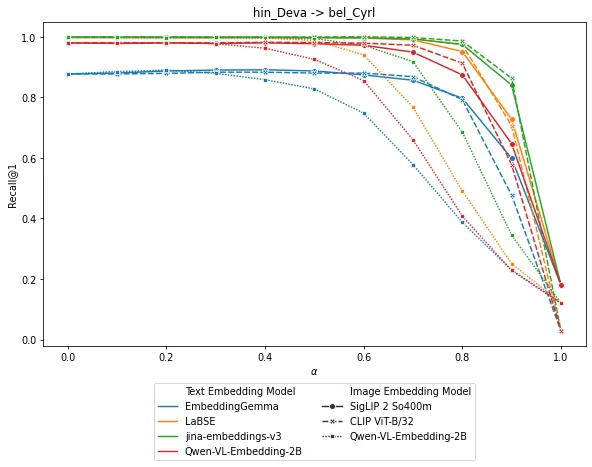 hin_Deva -> bel_Cyrl
Recall@1
1.0
0.8
0.6
0.4
0.2
0.0
0.0 0.2 0.4 0.6 0.8 1.0
α
Text Embedding Model Image Embedding Model
EmbeddingGemma SigLIP 2 So400m
LaBSE CLIP ViT-B/32
jina-embeddings-v3 Qwen-VL-Embedding-2B
Qwen-VL-Embedding-2B